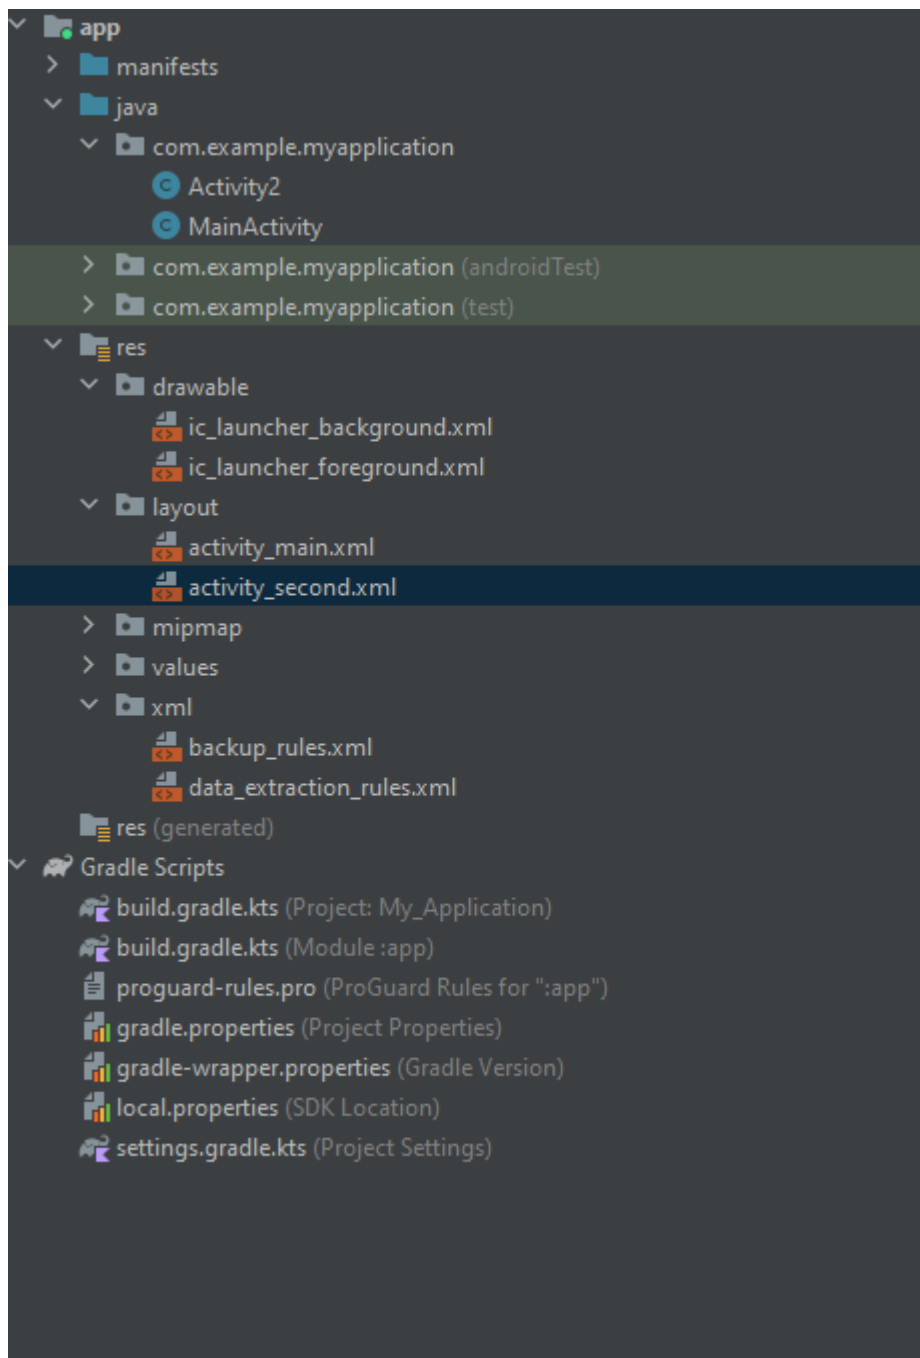 app
manifests
java
com.example.myapplication
Activity2
MainActivity
com.example.myapplication (androidTest)
com.example.myapplication (test)
res
drawable
ic_launcher_background.xml
ic_launcher_foreground.xml
layout
activity_main.xml
activity_second.xml
mipmap
values
xml
backup_rules.xml
data_extraction_rules.xml
res (generated)
Gradle Scripts
build.gradle.kts (Project: My_Application)
build.gradle.kts (Module :app)
proguard-rules.pro (ProGuard Rules for ":app")
gradle.properties (Project Properties)
gradle-wrapper.properties (Gradle Version)
local.properties (SDK Location)
settings.gradle.kts (Project Settings)